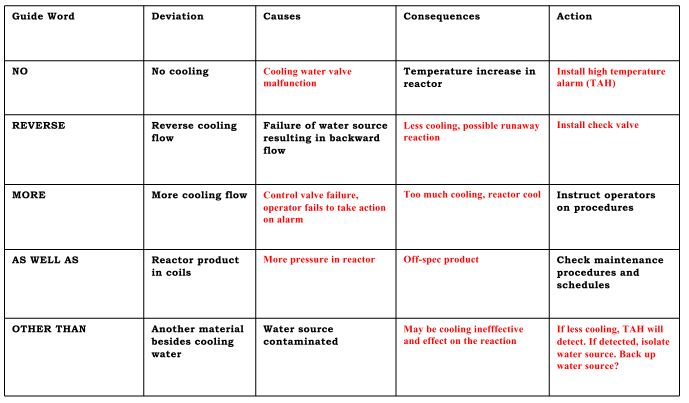 Guide Word
Deviation
Causes
Consequences
Action
NO
No cooling
Cooling water valve
malfunction
Temperature increase in
reactor
Install high temperature
alarm (TAH)
REVERSE
Reverse cooling
flow
Failure of water source
resulting in backward
flow
Less cooling, possible runaway
reaction
Install check valve
MORE
More cooling flow
Control valve failure,
operator fails to take action
on alarm
Too much cooling, reactor cool
Instruct operators
on procedures
AS WELL AS
Reactor product
in coils
More pressure in reactor
Off-spec product
Check maintenance
procedures and
schedules
OTHER THAN
Another material
besides cooling
water
Water source
contaminated
May be cooling inefffective
and effect on the reaction
If less cooling, TAH will
detect. If detected, isolate
water source. Back up
water source?